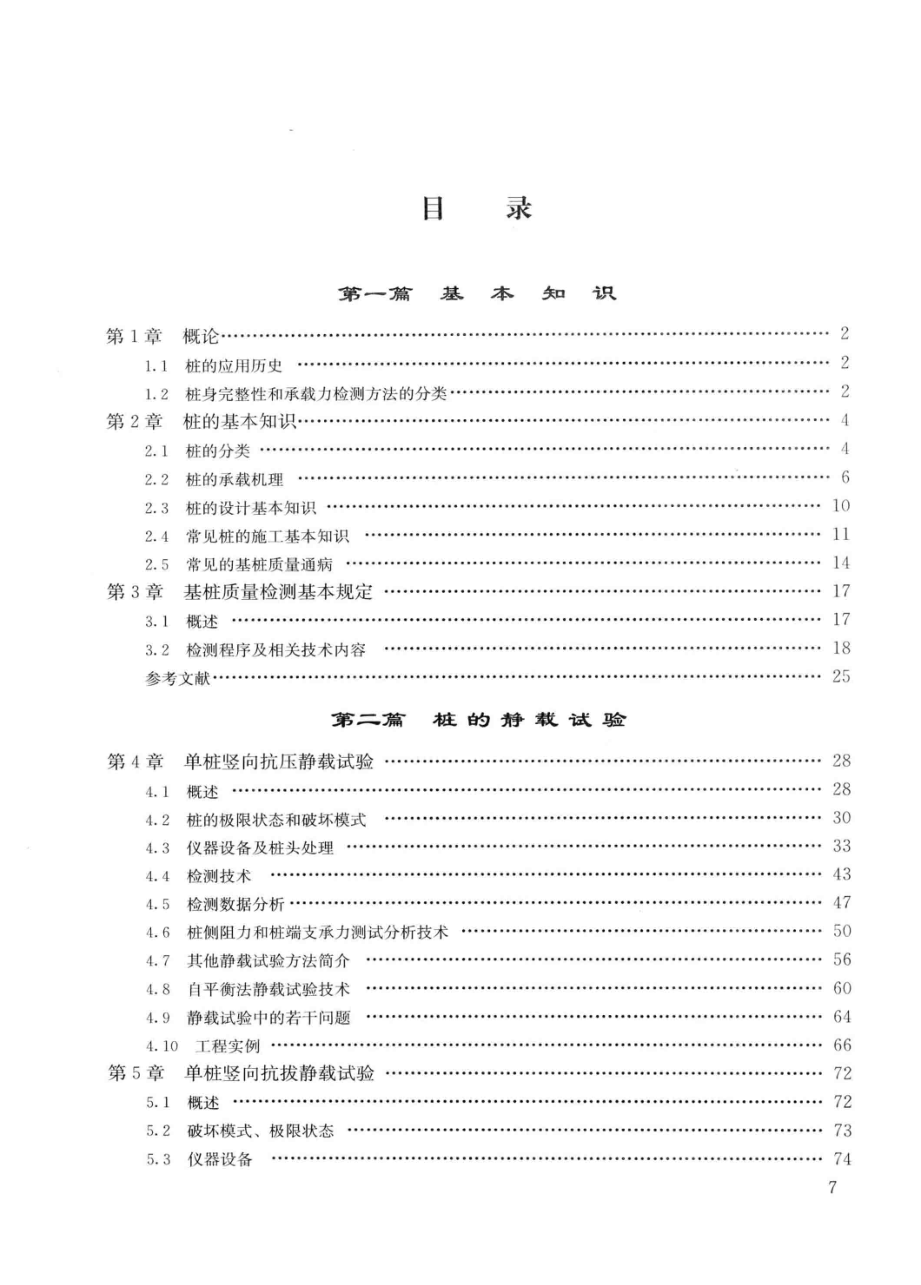 目 录
第一篇 基 本 知 识
第 1 章 概论…………………………………………………… 2
1.1 桩的应用历史 …………………………………………………… 2
1.2 桩身完整性和承载力检测方法的分类…………………………………………………… 2
第 2 章 桩的基本知识…………………………………………………… 4
2.1 桩的分类 …………………………………………………… 4
2.2 桩的承载机理 …………………………………………………… 6
2.3 桩的设计基本知识 …………………………………………………… 10
2.4 常见桩的施工基本知识 …………………………………………………… 11
2.5 常见的基桩质量通病 …………………………………………………… 14
第 3 章 基桩质量检测基本规定 …………………………………………………… 17
3.1 概述 …………………………………………………… 17
3.2 检测程序及相关技术内容 …………………………………………………… 18
参考文献…………………………………………………… 25
第二篇 桩 的 静 载 试 验
第 4 章 单桩竖向抗压静载试验 …………………………………………………… 28
4.1 概述 …………………………………………………… 28
4.2 桩的极限状态和破坏模式 …………………………………………………… 30
4.3 仪器设备及桩头处理 …………………………………………………… 33
4.4 检测技术 …………………………………………………… 43
4.5 检测数据分析…………………………………………………… 47
4.6 桩侧阻力和桩端支承力测试分析技术 …………………………………………………… 50
4.7 其他静载试验方法简介 …………………………………………………… 56
4.8 自平衡法静载试验技术 …………………………………………………… 60
4.9 静载试验中的若干问题 …………………………………………………… 64
4.10 工程实例 …………………………………………………… 66
第 5 章 单桩竖向抗拔静载试验 …………………………………………………… 72
5.1 概述 …………………………………………………… 72
5.2 破坏模式、极限状态 …………………………………………………… 73
5.3 仪器设备 …………………………………………………… 74
7